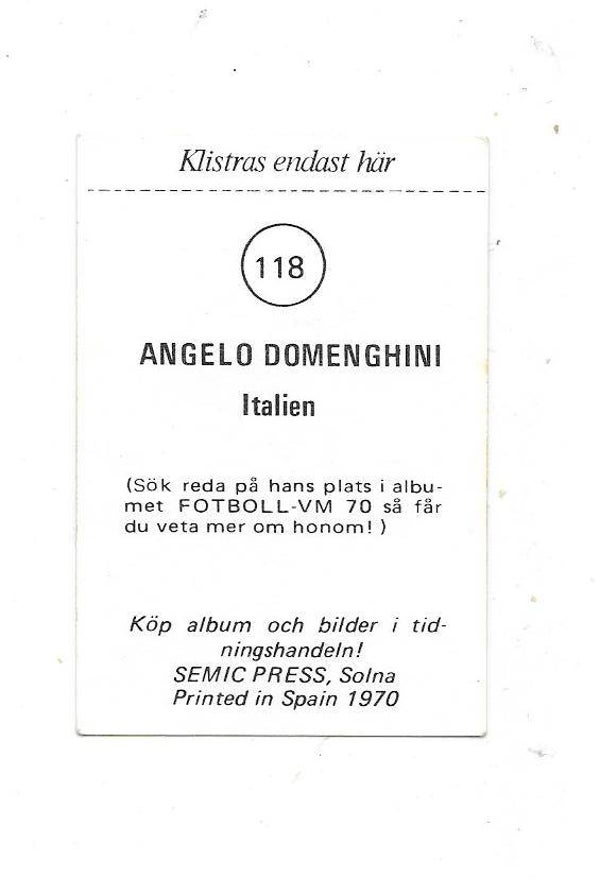 Klistras endast här
118
ANGELO DOMENGHINI
Italien
(Sök reda på hans plats i albu-
met FOTBOLL-VM 70 så får
du veta mer om honom! )
Köp album och bilder i tid-
ningshandeln!
SEMIC PRESS, Solna
Printed in Spain 1970